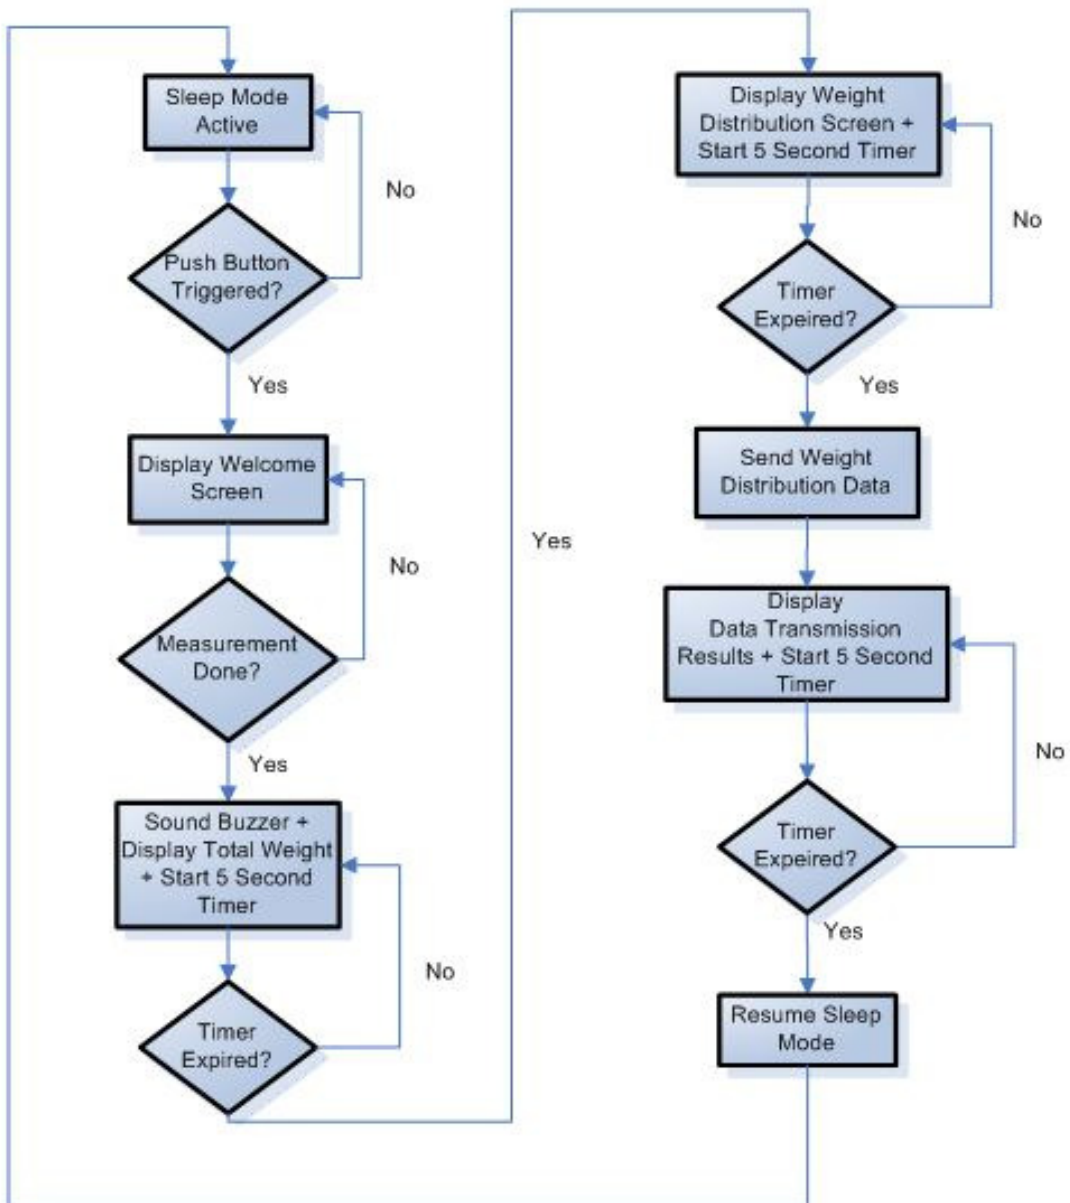 Sleep Mode
Active
No
Push Button
Triggered?
Yes
Display Welcome
Screen
No
Measurement
Done?
Yes
Sound Buzzer +
Display Total Weight
+ Start 5 Second
Timer
No
Timer
Expired?
Yes
Display Weight
Distribution Screen +
Start 5 Second Timer
No
Timer
Expeired?
Yes
Send Weight
Distribution Data
Display
Data Transmission
Results + Start 5 Second
Timer
No
Timer
Expeired?
Yes
Resume Sleep
Mode